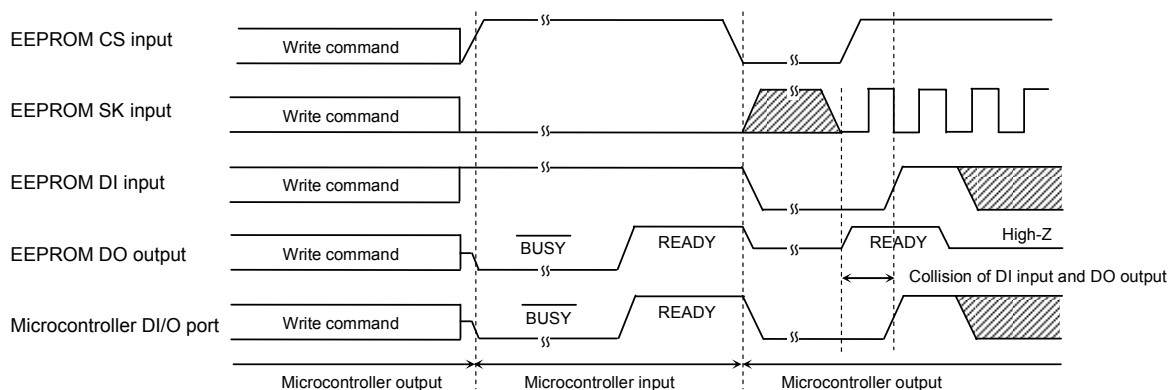 EEPROM CS input
Write command
EEPROM SK input
Write command
EEPROM DI input
Write command
EEPROM DO output
Write command
BUSY
READY
READY
High-Z
Collision of DI input and DO output
Microcontroller DI/O port
Write command
BUSY
READY
Microcontroller output
Microcontroller input
Microcontroller output